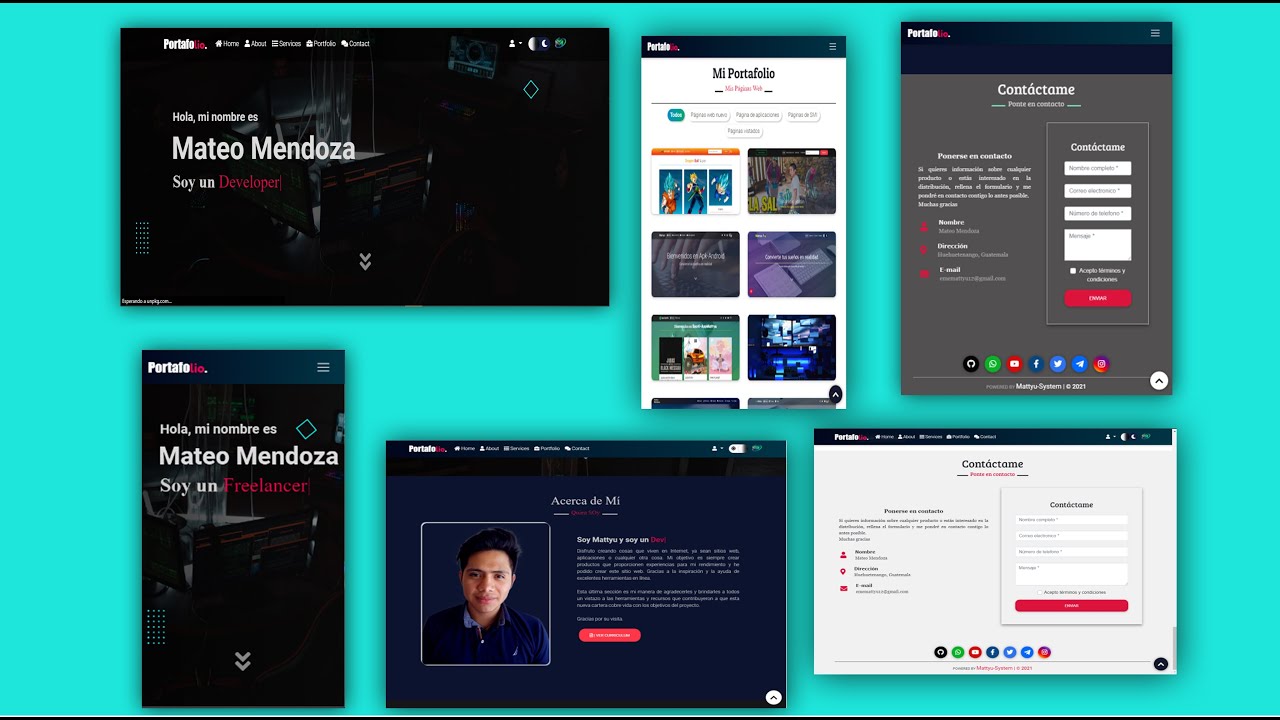 Portafolio.
Home About Services Portfolio Contact
Hola, mi nombre es
Mateo Mendoza
Soy un Developer|
Esperando a unpkg.com...
Portafolio.
Mi Portafolio
Mis Páginas Web
Todos Páginas web nuevo Página de aplicaciones Páginas de SMI
Páginas visitados
Bienvenidos en Apk-Android
Convierte tus sueños en realidad
Portafolio.
Contáctame
Ponte en contacto
Ponerse en contacto
Si quieres información sobre cualquier
producto o estás interesado en la
distribución, rellena el formulario y me
pondré en contacto contigo lo antes posible.
Muchas gracias
Nombre
Mateo Mendoza
Dirección
Huehuetenango, Guatemala
E-mail
ememattyu17@gmail.com
Contáctame
Nombre completo *
Correo electronico *
Número de telefono *
Mensaje *
Acepto términos y
condiciones
ENVIAR
POWERED BY Mattyu-System | © 2021
Portafolio.
Hola, mi nombre es
Mateo Mendoza
Soy un Freelancer|
Portafolio.
Home About Services Portfolio Contact
Acerca de Mí
Quien SOY
Soy Mattyu y soy un Dev|
Disfruto creando cosas que viven en Internet, ya sean sitios web,
aplicaciones o cualquier otra cosa. Mi objetivo es siempre crear
productos que proporcionen experiencias para mi rendimiento y he
podido crear este sitio web. Gracias a la inspiración y la ayuda de
excelentes herramientas en línea.
Esta última sección es mi manera de agradecerles y brindarles a todos
un vistazo a las herramientas y recursos que contribuyeron a que esta
nueva cartera cobre vida con los objetivos del proyecto.
Gracias por su visita.
VER CURRICULUM
Portafolio.
Home About Services Portfolio Contact
Contáctame
Ponte en contacto
Ponerse en contacto
Si quieres información sobre cualquier producto o estás interesado en la
distribución, rellena el formulario y me pondré en contacto contigo lo
antes posible.
Muchas gracias
Nombre
Mateo Mendoza
Dirección
Huehuetenango, Guatemala
E-mail
ememattyu17@gmail.com
Contáctame
Nombre completo *
Correo electronico *
Número de telefono *
Mensaje *
Acepto términos y condiciones
ENVIAR
POWERED BY Mattyu-System | © 2021